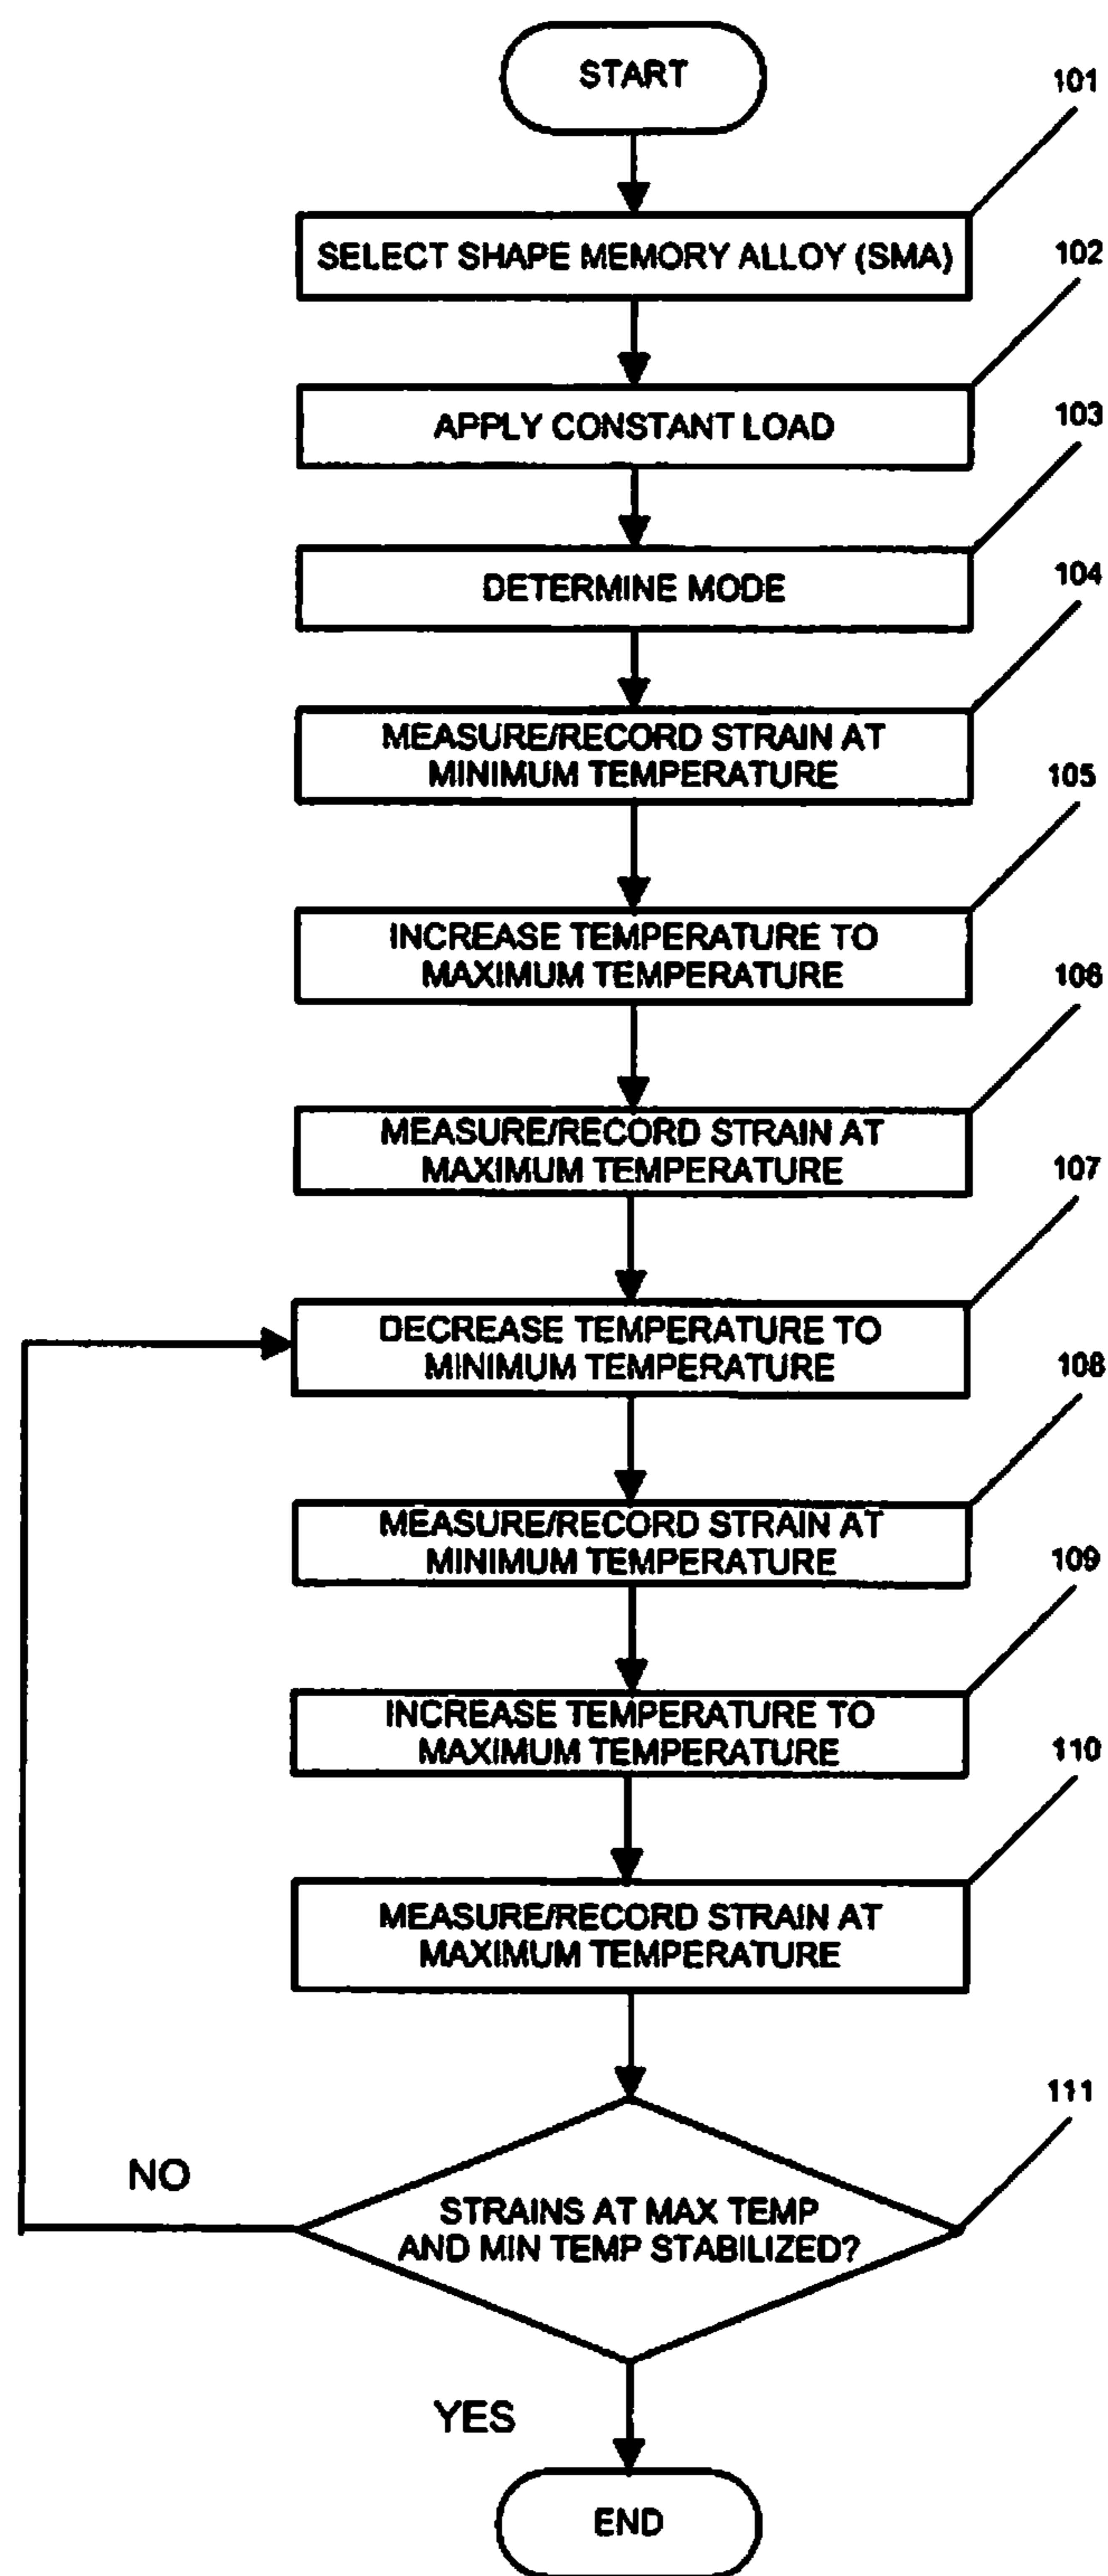 START
101
SELECT SHAPE MEMORY ALLOY (SMA)
102
APPLY CONSTANT LOAD
103
DETERMINE MODE
104
MEASURE/RECORD STRAIN AT
MINIMUM TEMPERATURE
105
INCREASE TEMPERATURE TO
MAXIMUM TEMPERATURE
106
MEASURE/RECORD STRAIN AT
MAXIMUM TEMPERATURE
107
DECREASE TEMPERATURE TO
MINIMUM TEMPERATURE
108
MEASURE/RECORD STRAIN AT
MINIMUM TEMPERATURE
109
INCREASE TEMPERATURE TO
MAXIMUM TEMPERATURE
110
MEASURE/RECORD STRAIN AT
MAXIMUM TEMPERATURE
111
NO
STRAINS AT MAX TEMP
AND MIN TEMP STABILIZED?
YES
END